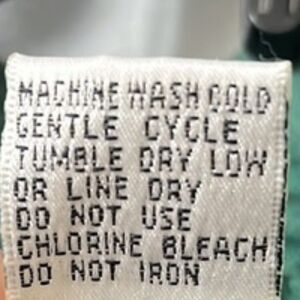 MACHINE WASH COLD
GENTLE CYCLE
TUMBLE DRY LOW
OR LINE DRY
DO NOT USE
CHLORINE BLEACH
DO NOT IRON